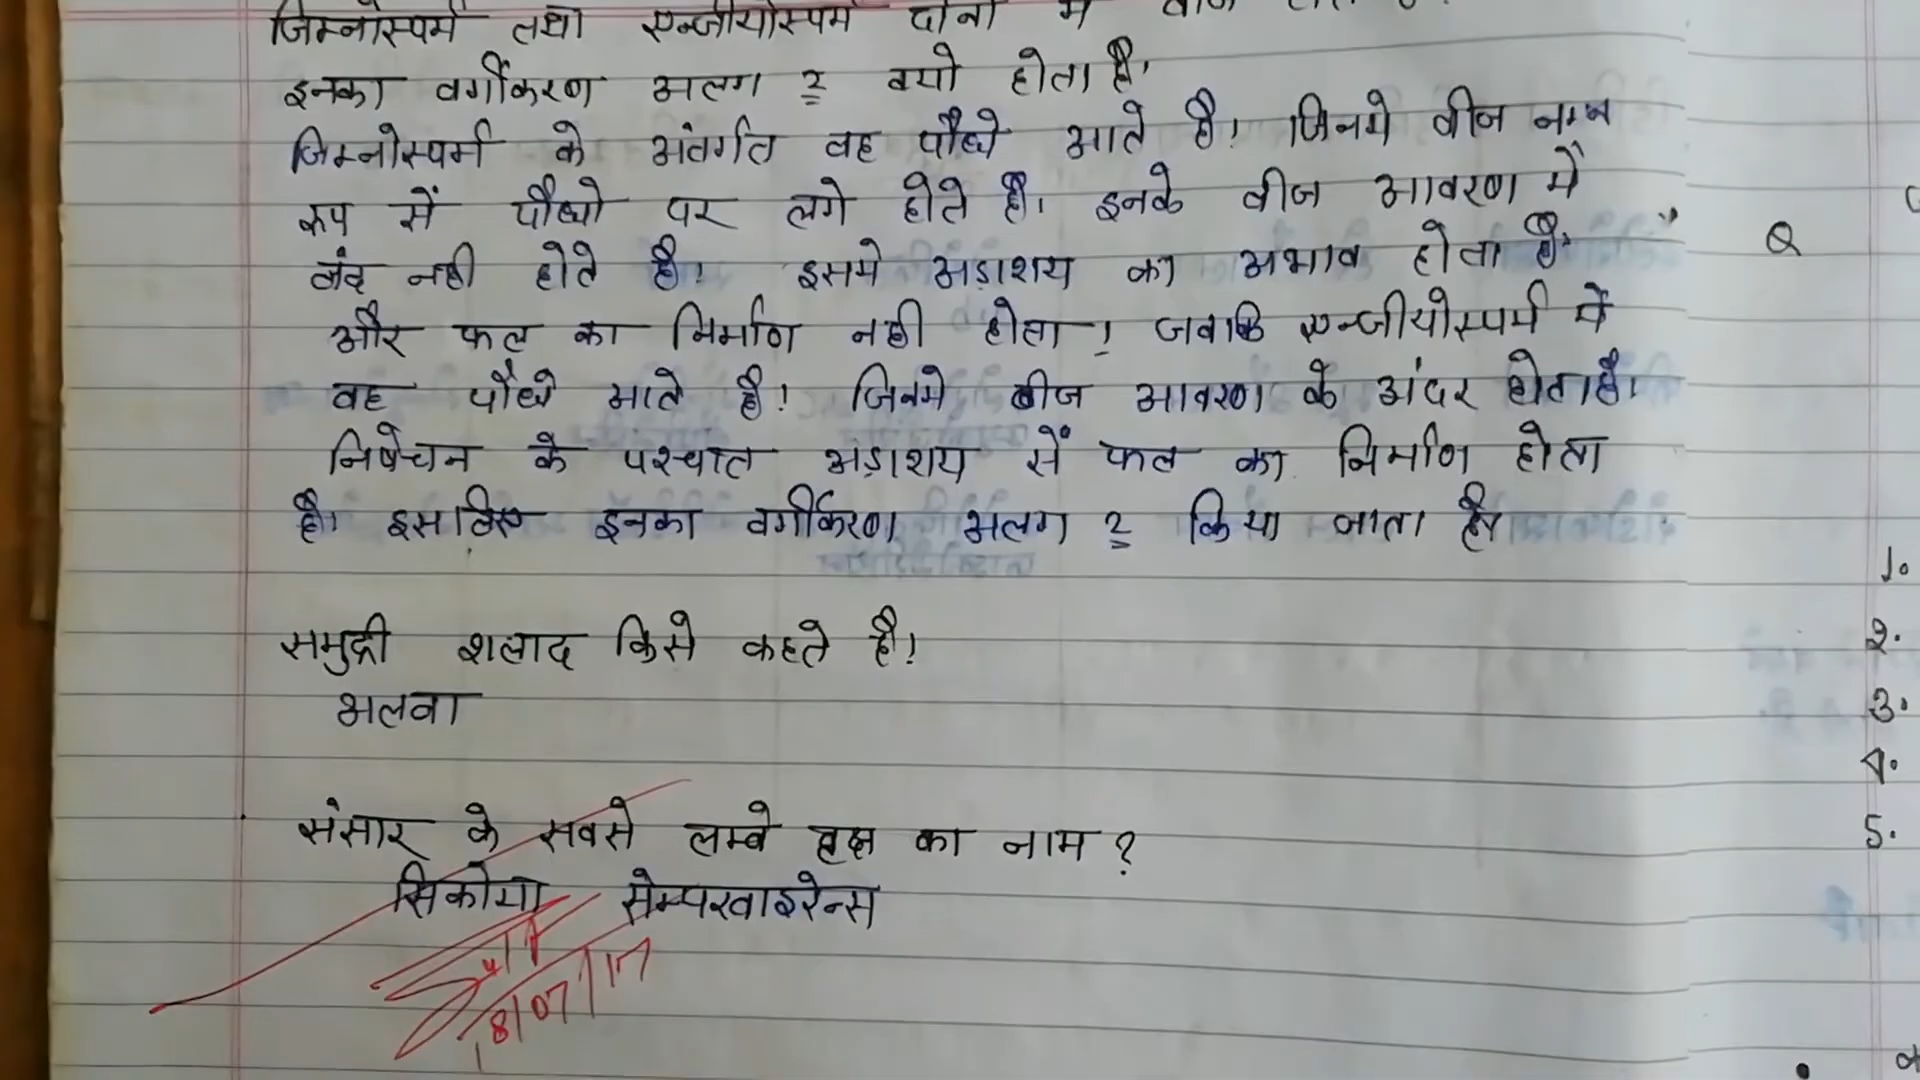 जिम्नोस्पर्म तथा एन्जीयोस्पर्म दोनो मे
इनका वर्गीकरण अलग २ क्यो होता है।
जिम्नोस्पर्म के अंतर्गत वह पौधे आते है। जिनमे बीज नग्न
रूप में पौधो पर लगे होते है। इनके बीज आवरण में
बंद नही होते है। इसमे अड़ाशय का अभाव होता है।
और फल का निर्माण नही होता। जबकि एन्जीयोस्पर्म में
वह पौधे आते है। जिनमे बीज आवरण के अंदर होता है।
निषेचन के पश्चात अड़ाशय से फल का निर्माण होता
है। इसलिए इनका वर्गीकरण अलग २ किया जाता है।
समुद्री शलाद किसे कहते है।
अलवा
संसार के सबसे लम्बे वृक्ष का नाम ?
सिकोया सेम्परवाइरेन्स
18/07/17
Q
1.
2.
3.
4.
5.